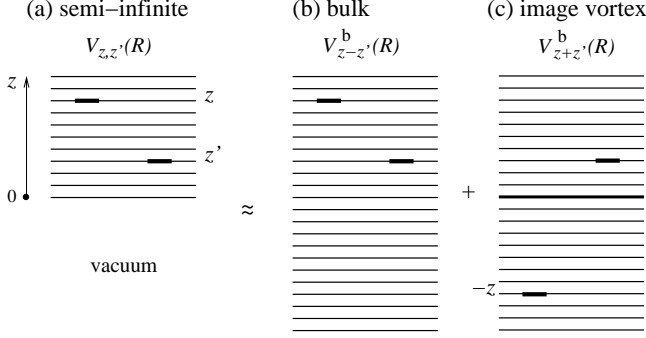 (a) semi–infinite (b) bulk (c) image vortex
V_{z,z'}(R) V^b_{z–z'}(R) V^b_{z+z'}(R)
z z
z'
0 ≈ +
vacuum
–z